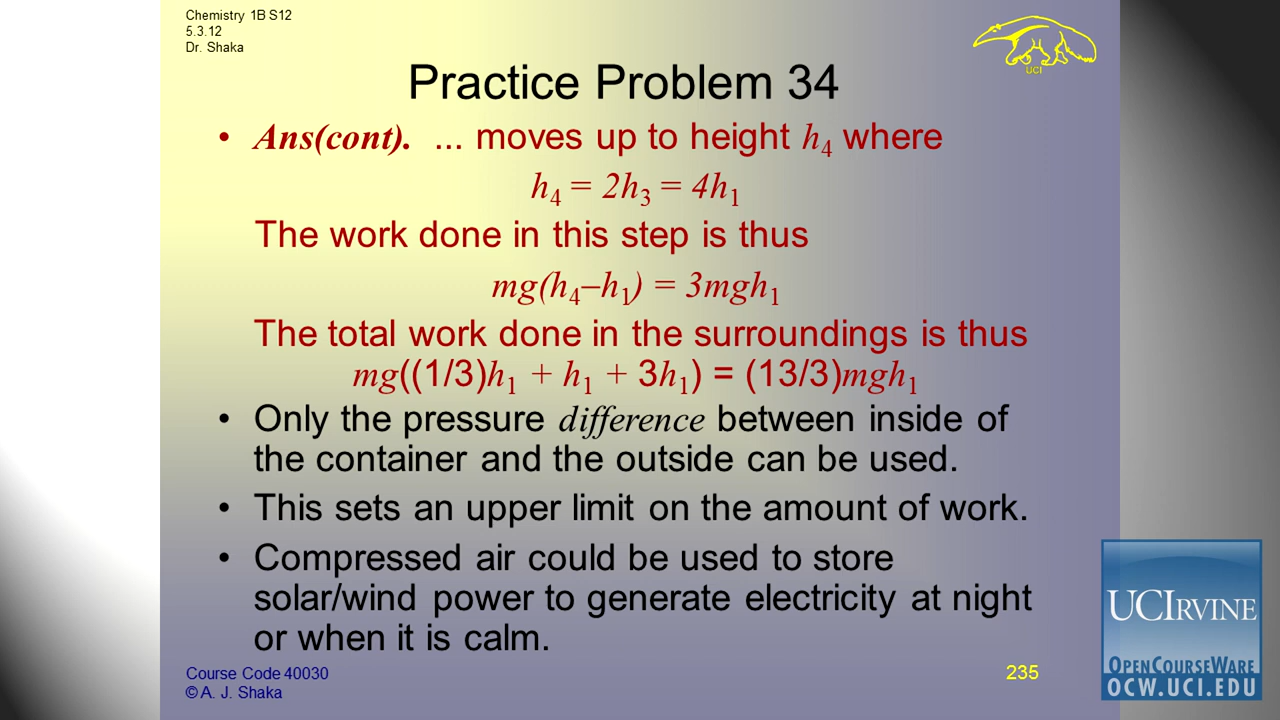 Chemistry 1B S12
5.3.12
Dr. Shaka
UCI
Practice Problem 34
• Ans(cont). ... moves up to height h₄ where
h₄ = 2h₃ = 4h₁
The work done in this step is thus
mg(h₄–h₁) = 3mgh₁
The total work done in the surroundings is thus
mg((1/3)h₁ + h₁ + 3h₁) = (13/3)mgh₁
• Only the pressure difference between inside of
the container and the outside can be used.
• This sets an upper limit on the amount of work.
• Compressed air could be used to store
solar/wind power to generate electricity at night
or when it is calm.
Course Code 40030
© A. J. Shaka
235
UCIRVINE
OPENCOURSEWARE
OCW.UCI.EDU